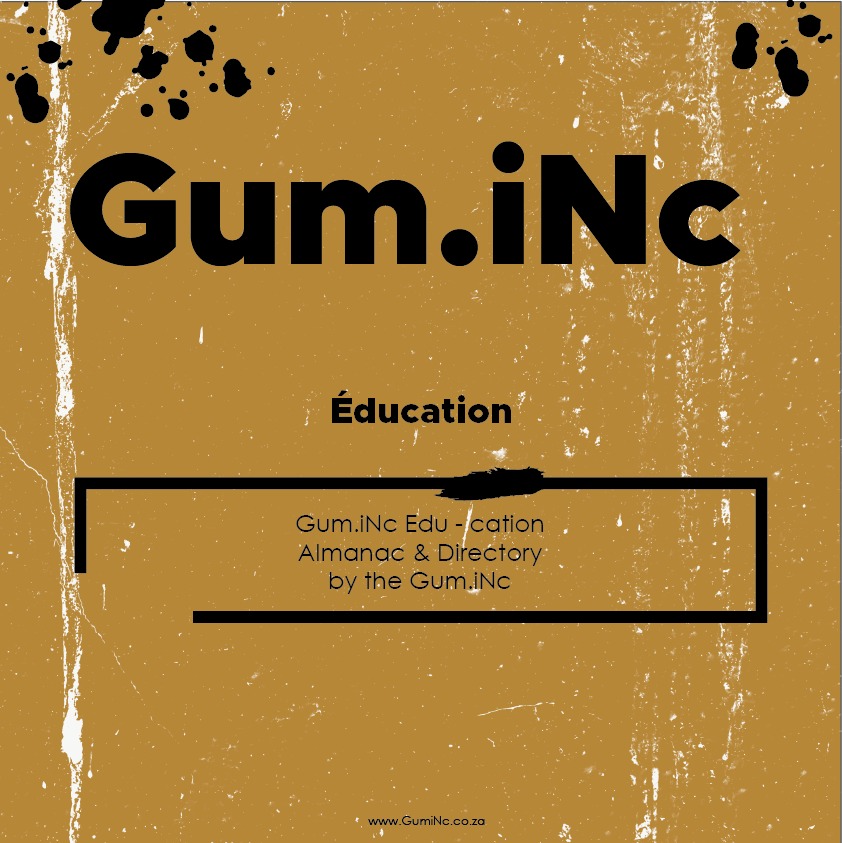 Gum.iNc
Éducation
Gum.iNc Edu - cation
Almanac & Directory
by the Gum.iNc
www.GumiNc.co.za